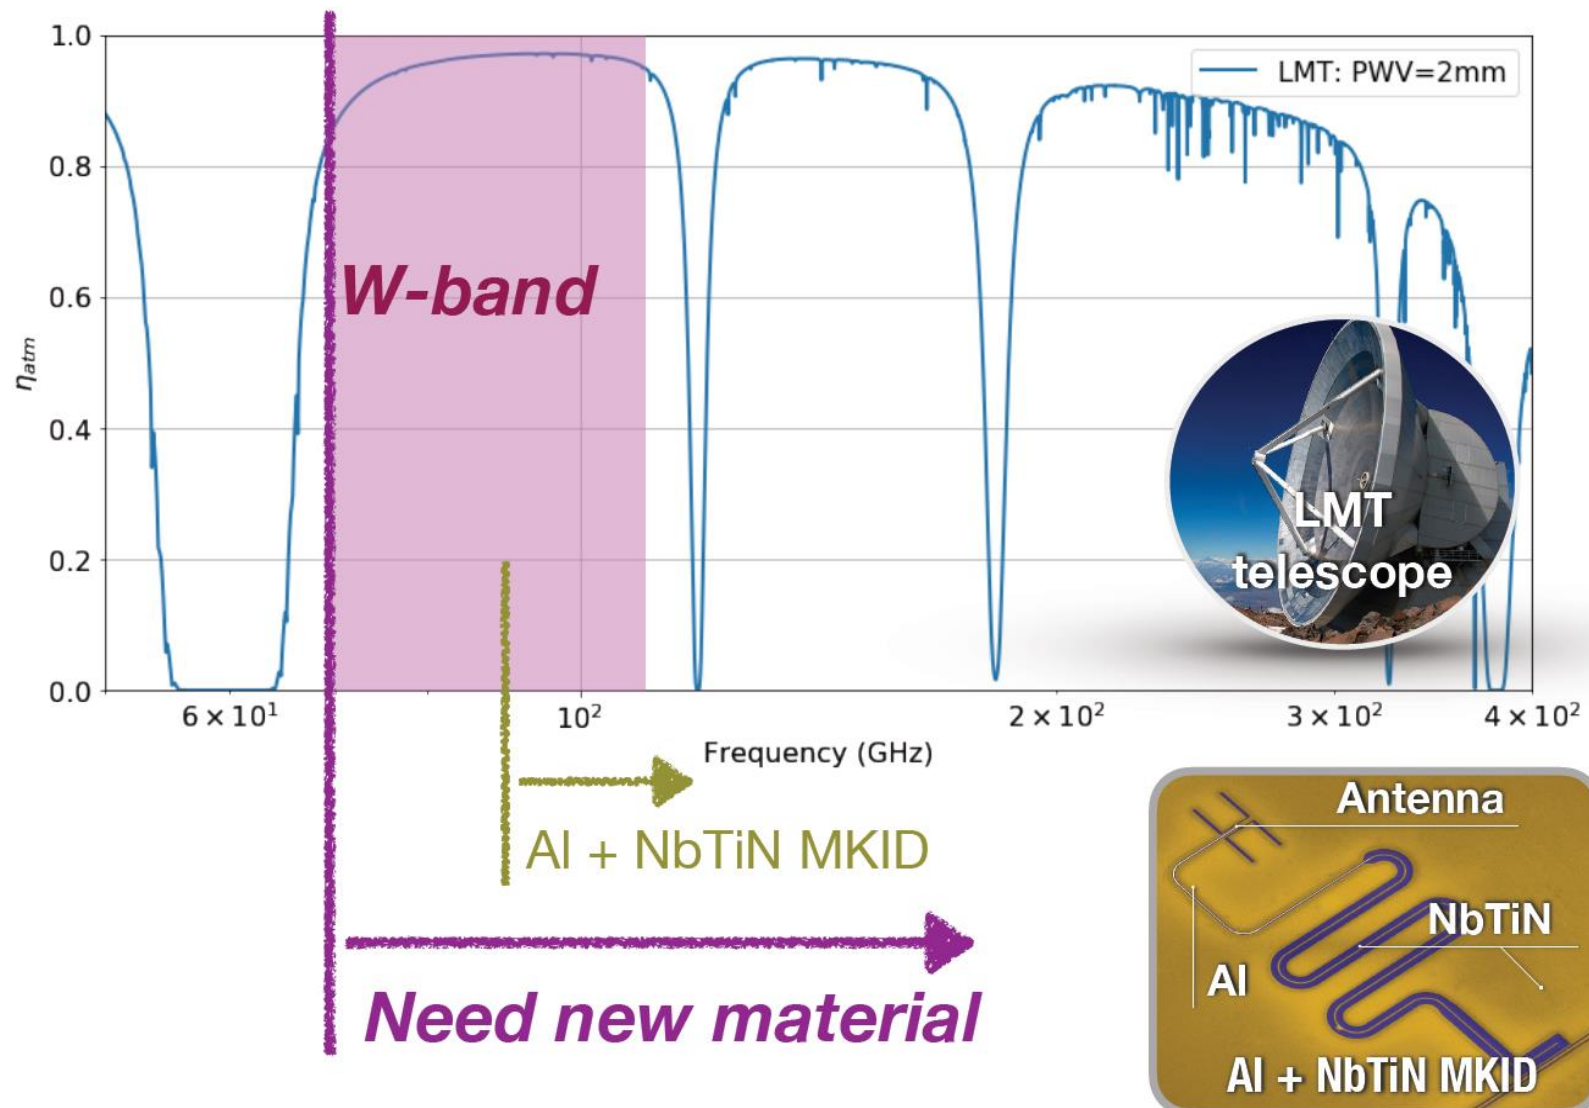 1.0
0.8
0.6
0.4
0.2
0.0
η_atm
LMT: PWV=2mm
W-band
LMT
telescope
6 × 10¹
10²
2 × 10²
3 × 10²
4 × 10²
Frequency (GHz)
Al + NbTiN MKID
Need new material
Antenna
NbTiN
Al
Al + NbTiN MKID